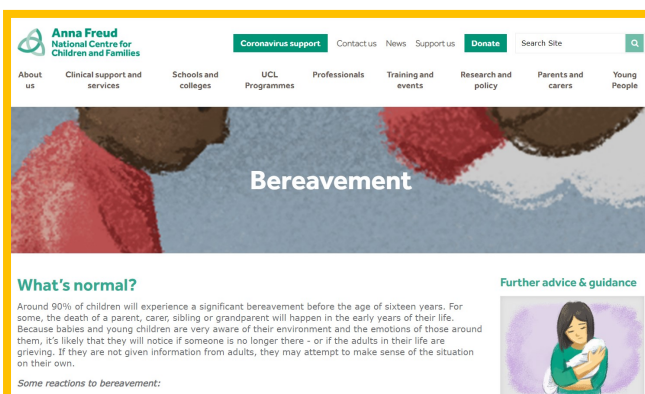 Anna Freud
National Centre for
Children and Families
Coronavirus support
Contact us
News
Support us
Donate
Search Site
About
us
Clinical support and
services
Schools and
colleges
UCL
Programmes
Professionals
Training and
events
Research and
policy
Parents and
carers
Young
People
Bereavement
What's normal?
Around 90% of children will experience a significant bereavement before the age of sixteen years. For
some, the death of a parent, carer, sibling or grandparent will happen in the early years of their life.
Because babies and young children are very aware of their environment and the emotions of those around
them, it's likely that they will notice if someone is no longer there - or if the adults in their life are
grieving. If they are not given information from adults, they may attempt to make sense of the situation
on their own.
Some reactions to bereavement:
Further advice & guidance